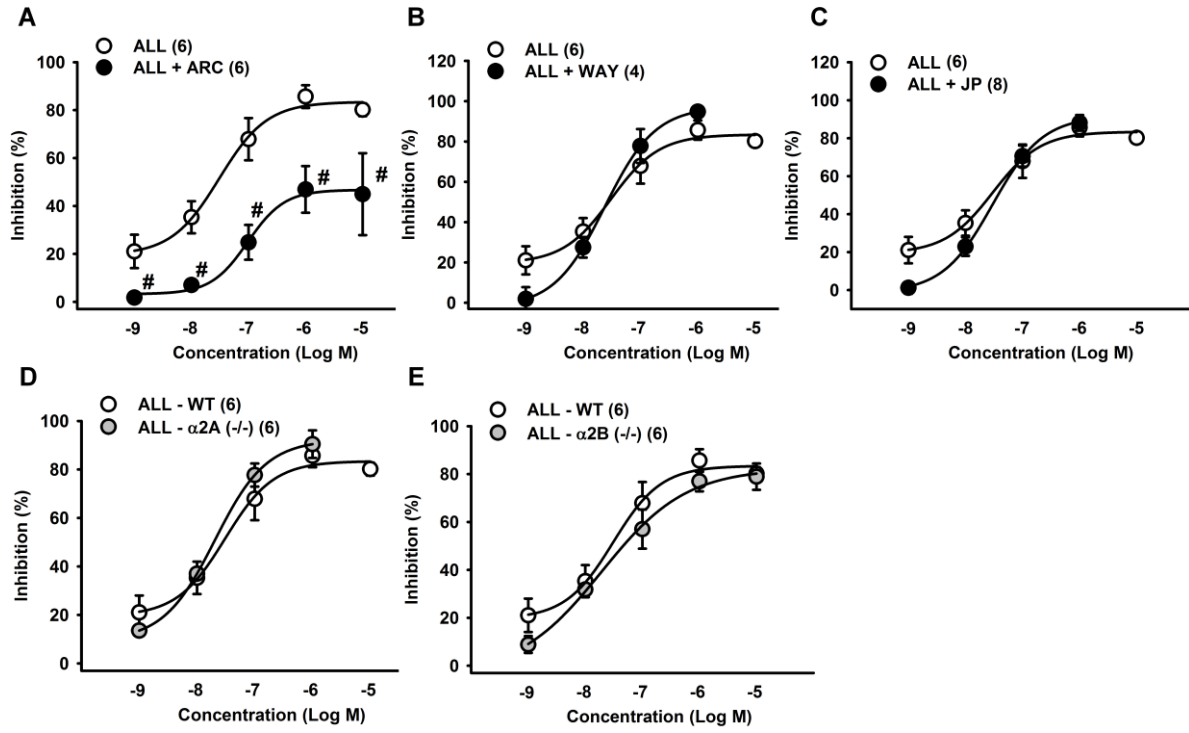 A
ALL (6)
ALL + ARC (6)
Inhibition (%)
100
80
60
40
20
0
#
#
#
#
#
-9
-8
-7
-6
-5
Concentration (Log M)
B
ALL (6)
ALL + WAY (4)
Inhibition (%)
120
100
80
60
40
20
0
-9
-8
-7
-6
-5
Concentration (Log M)
C
ALL (6)
ALL + JP (8)
Inhibition (%)
120
100
80
60
40
20
0
-9
-8
-7
-6
-5
Concentration (Log M)
D
ALL - WT (6)
ALL - α2A (-/-) (6)
Inhibition (%)
100
80
60
40
20
0
-9
-8
-7
-6
-5
Concentration (Log M)
E
ALL - WT (6)
ALL - α2B (-/-) (6)
Inhibition (%)
100
80
60
40
20
0
-9
-8
-7
-6
-5
Concentration (Log M)